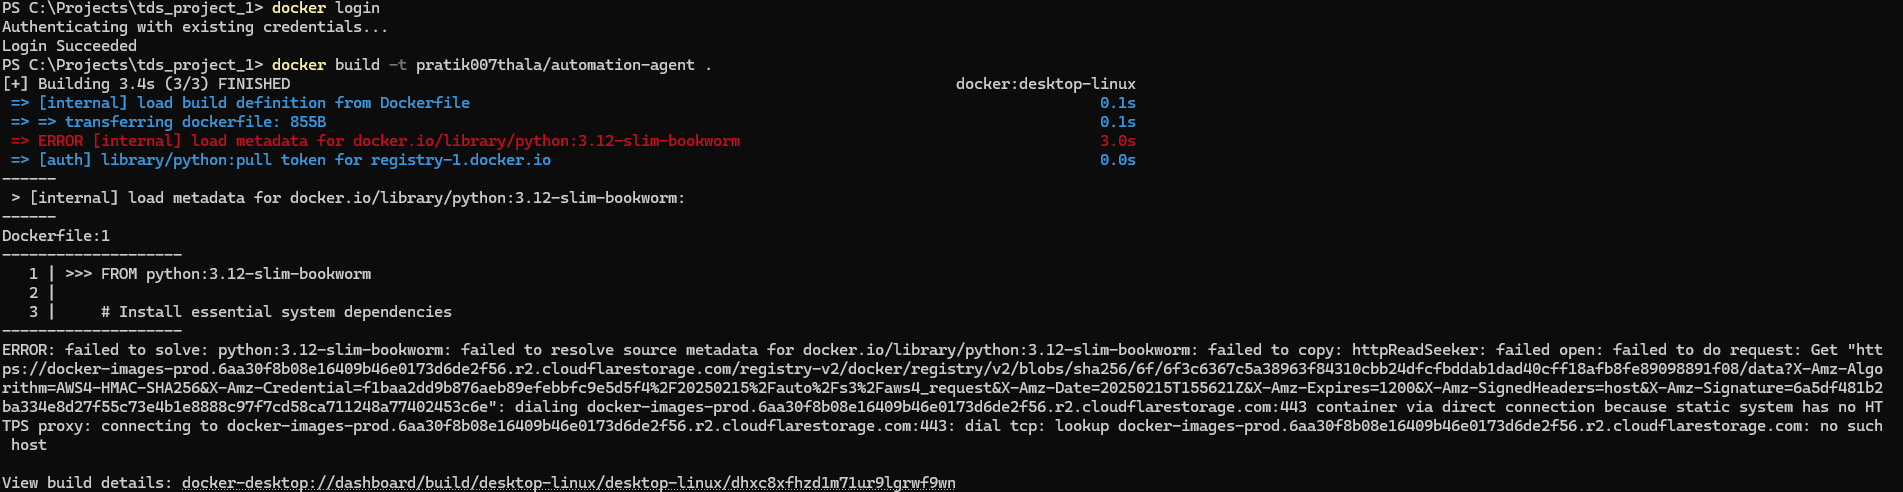 PS C:\Projects\tds_project_1> docker login
Authenticating with existing credentials...
Login Succeeded
PS C:\Projects\tds_project_1> docker build -t pratik007thala/automation-agent .
[+] Building 3.4s (3/3) FINISHED docker:desktop-linux
=> [internal] load build definition from Dockerfile 0.1s
=> => transferring dockerfile: 855B 0.1s
=> ERROR [internal] load metadata for docker.io/library/python:3.12-slim-bookworm 3.0s
=> [auth] library/python:pull token for registry-1.docker.io 0.0s
------
> [internal] load metadata for docker.io/library/python:3.12-slim-bookworm:
------
Dockerfile:1
--------------------
1 | >>> FROM python:3.12-slim-bookworm
2 |
3 | # Install essential system dependencies
--------------------
ERROR: failed to solve: python:3.12-slim-bookworm: failed to resolve source metadata for docker.io/library/python:3.12-slim-bookworm: failed to copy: httpReadSeeker: failed open: failed to do request: Get "htt
ps://docker-images-prod.6aa30f8b08e16409b46e0173d6de2f56.r2.cloudflarestorage.com/registry-v2/docker/registry/v2/blobs/sha256/6f/6f3c6367c5a38963f84310cbb24dfcfbddab1dad40cff18afb8fe89098891f08/data?X-Amz-Algo
rithm=AWS4-HMAC-SHA256&X-Amz-Credential=f1baa2dd9b876aeb89efebbfc9e5d5f4%2F20250215%2Fauto%2Fs3%2Faws4_request&X-Amz-Date=20250215T155621Z&X-Amz-Expires=1200&X-Amz-SignedHeaders=host&X-Amz-Signature=6a5df481b2
ba334e8d27f55c73e4b1e8888c97f7cd58ca711248a77402453c6e": dialing docker-images-prod.6aa30f8b08e16409b46e0173d6de2f56.r2.cloudflarestorage.com:443 container via direct connection because static system has no HT
TPS proxy: connecting to docker-images-prod.6aa30f8b08e16409b46e0173d6de2f56.r2.cloudflarestorage.com:443: dial tcp: lookup docker-images-prod.6aa30f8b08e16409b46e0173d6de2f56.r2.cloudflarestorage.com: no such
host
View build details: docker-desktop://dashboard/build/desktop-linux/desktop-linux/dhxc8xfhzd1m71ur9lgrwf9wn